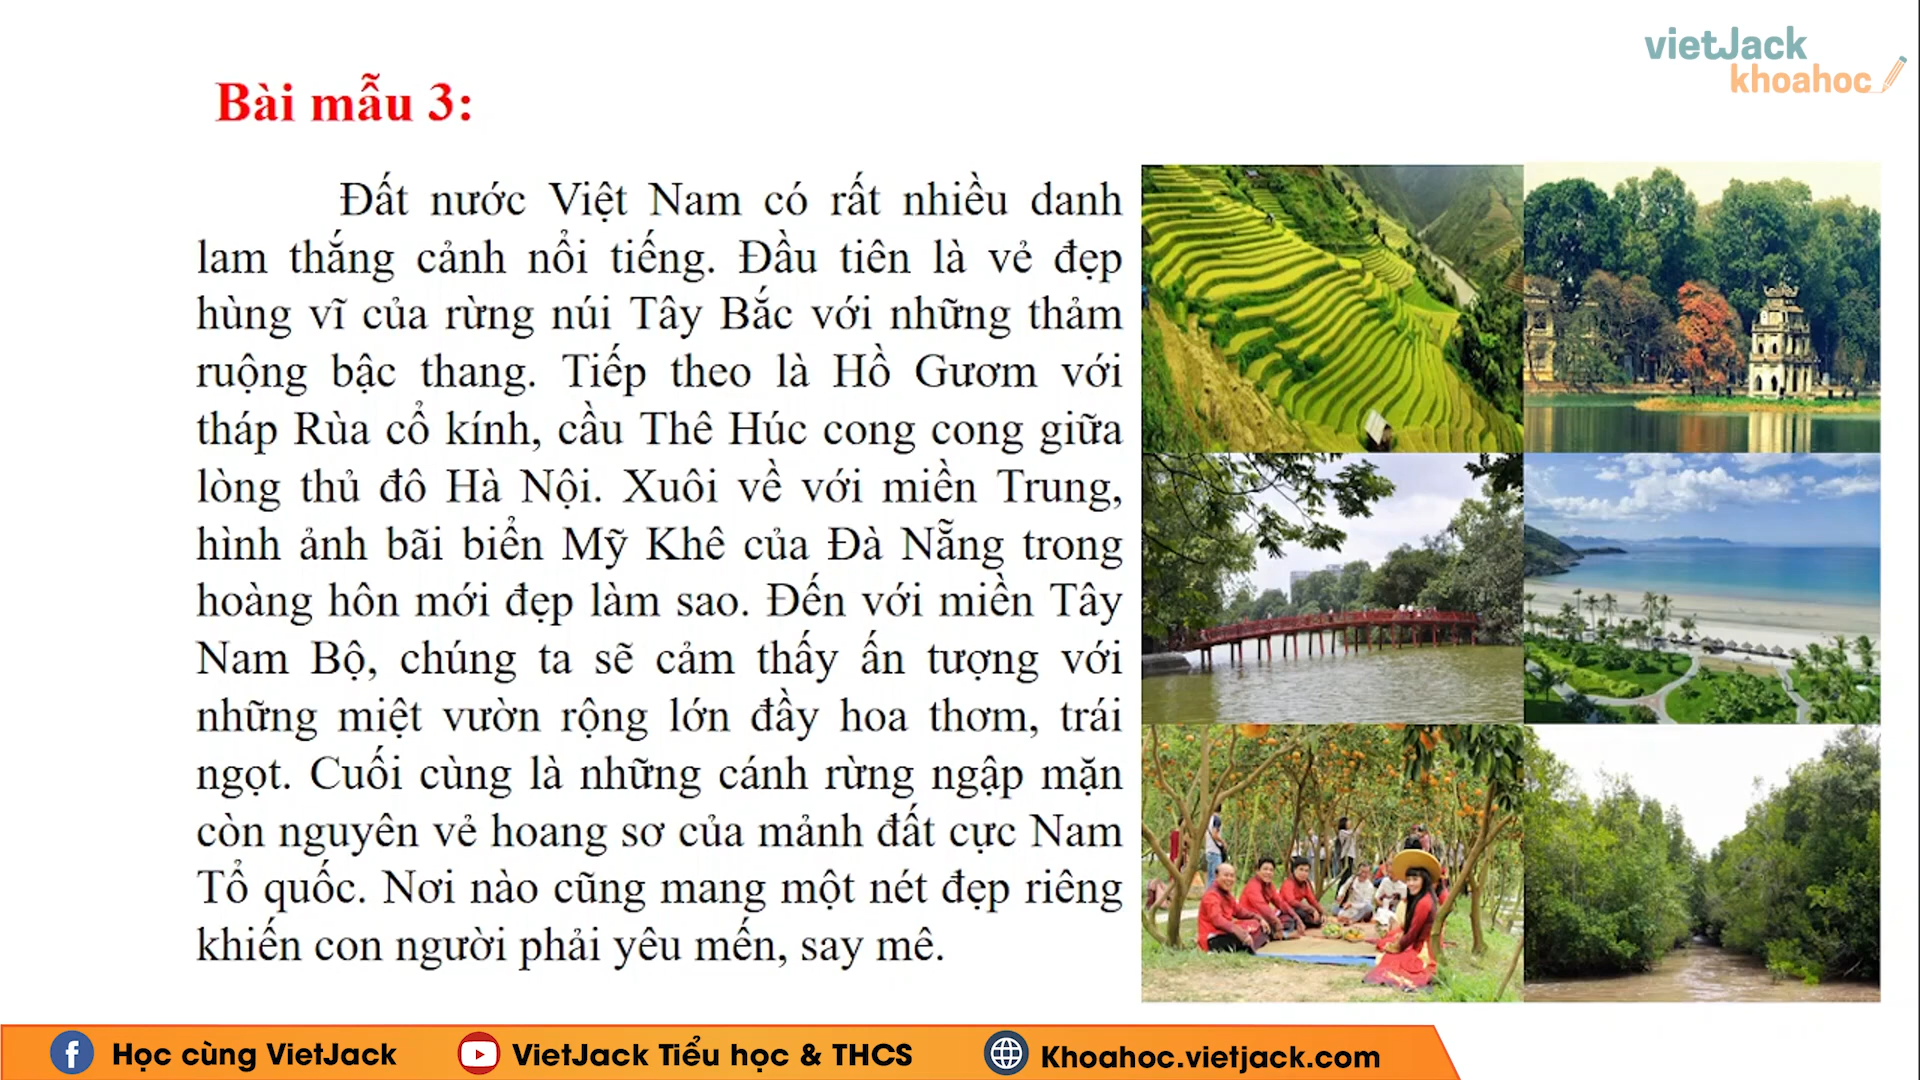 vietJack
khoahoc
Bài mẫu 3:
Đất nước Việt Nam có rất nhiều danh
lam thắng cảnh nổi tiếng. Đầu tiên là vẻ đẹp
hùng vĩ của rừng núi Tây Bắc với những thảm
ruộng bậc thang. Tiếp theo là Hồ Gươm với
tháp Rùa cổ kính, cầu Thê Húc cong cong giữa
lòng thủ đô Hà Nội. Xuôi về với miền Trung,
hình ảnh bãi biển Mỹ Khê của Đà Nẵng trong
hoàng hôn mới đẹp làm sao. Đến với miền Tây
Nam Bộ, chúng ta sẽ cảm thấy ấn tượng với
những miệt vườn rộng lớn đầy hoa thơm, trái
ngọt. Cuối cùng là những cánh rừng ngập mặn
còn nguyên vẻ hoang sơ của mảnh đất cực Nam
Tổ quốc. Nơi nào cũng mang một nét đẹp riêng
khiến con người phải yêu mến, say mê.
Học cùng VietJack
VietJack Tiểu học & THCS
Khoahoc.vietjack.com